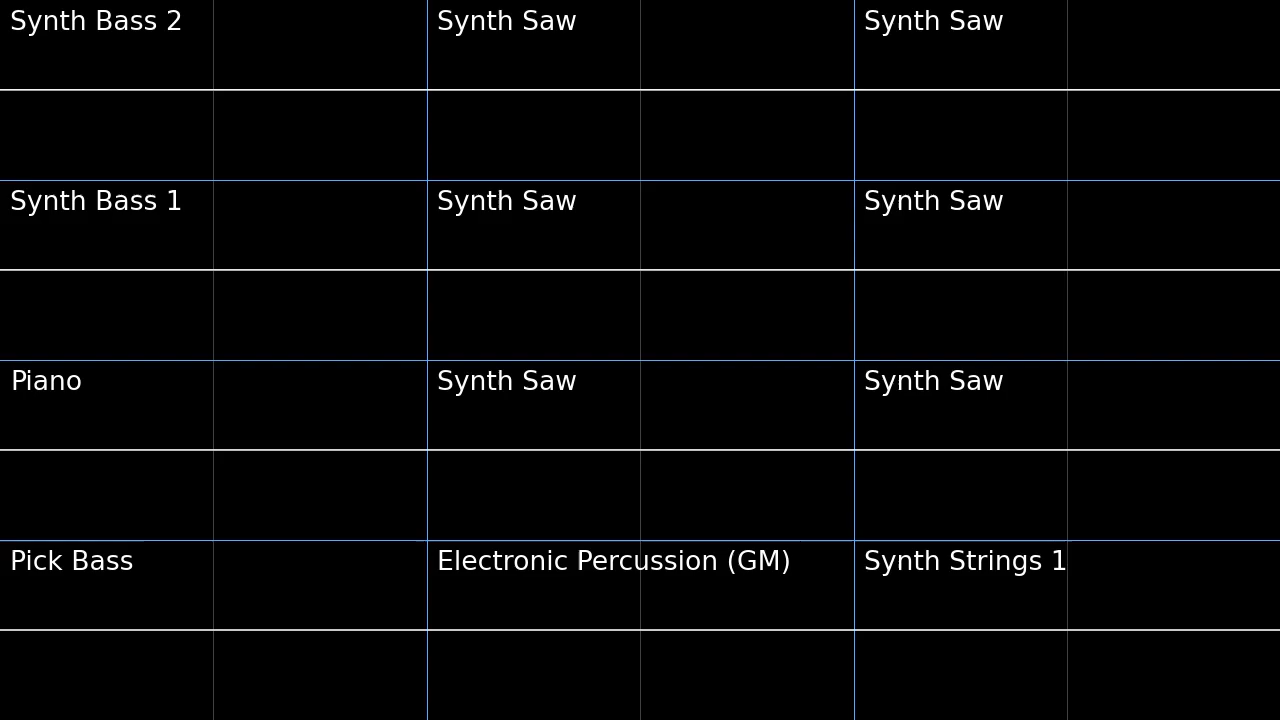 Synth Bass 2
Synth Saw
Synth Saw
Synth Bass 1
Synth Saw
Synth Saw
Piano
Synth Saw
Synth Saw
Pick Bass
Electronic Percussion (GM)
Synth Strings 1